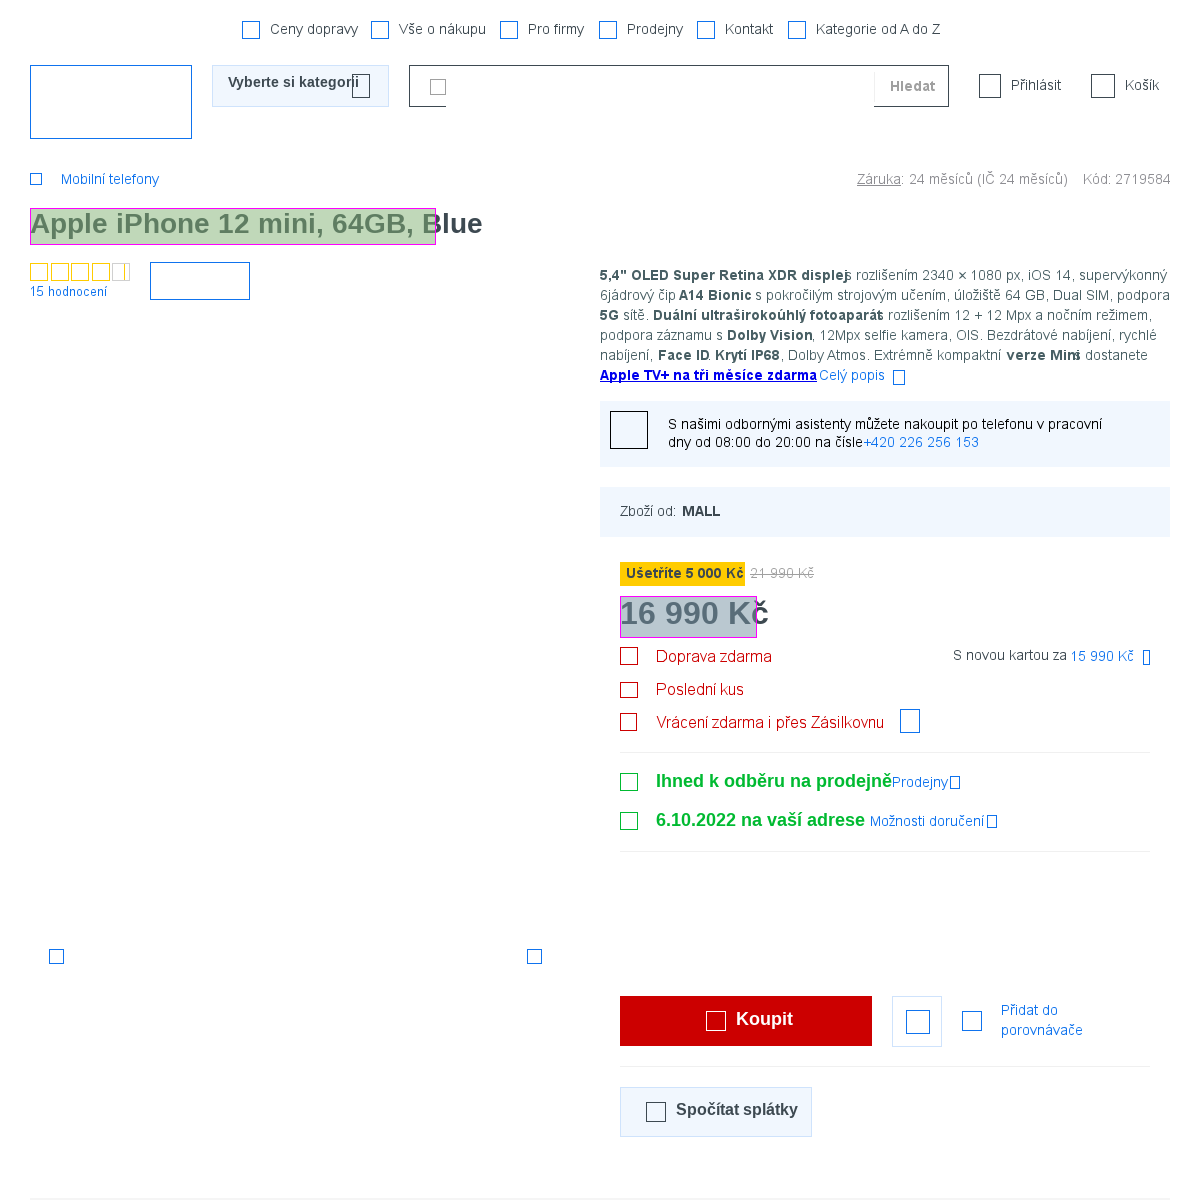 Ceny dopravy Vše o nákupu Pro firmy Prodejny Kontakt Kategorie od A do Z
Vyberte si kategorii Hledat Přihlásit Košík
Mobilní telefony Záruka: 24 měsíců (IČ 24 měsíců) Kód: 2719584
Apple iPhone 12 mini, 64GB, Blue
15 hodnocení
5,4" OLED Super Retina XDR displej s rozlišením 2340 × 1080 px, iOS 14, supervýkonný
6jádrový čip A14 Bionic s pokročilým strojovým učením, úložiště 64 GB, Dual SIM, podpora
5G sítě. Duální ultraširokoúhlý fotoaparát s rozlišením 12 + 12 Mpx a nočním režimem,
podpora záznamu s Dolby Vision, 12Mpx selfie kamera, OIS. Bezdrátové nabíjení, rychlé
nabíjení, Face ID. Krytí IP68, Dolby Atmos. Extrémně kompaktní verze Mini s dostanete
Apple TV+ na tři měsíce zdarma Celý popis
S našimi odbornými asistenty můžete nakoupit po telefonu v pracovní
dny od 08:00 do 20:00 na čísle +420 226 256 153
Zboží od: MALL
Ušetříte 5 000 Kč 21 990 Kč
16 990 Kč
Doprava zdarma S novou kartou za 15 990 Kč
Poslední kus
Vrácení zdarma i přes Zásilkovnu
Ihned k odběru na prodejně Prodejny
6.10.2022 na vaší adrese Možnosti doručení
Koupit Přidat do
porovnávače
Spočítat splátky